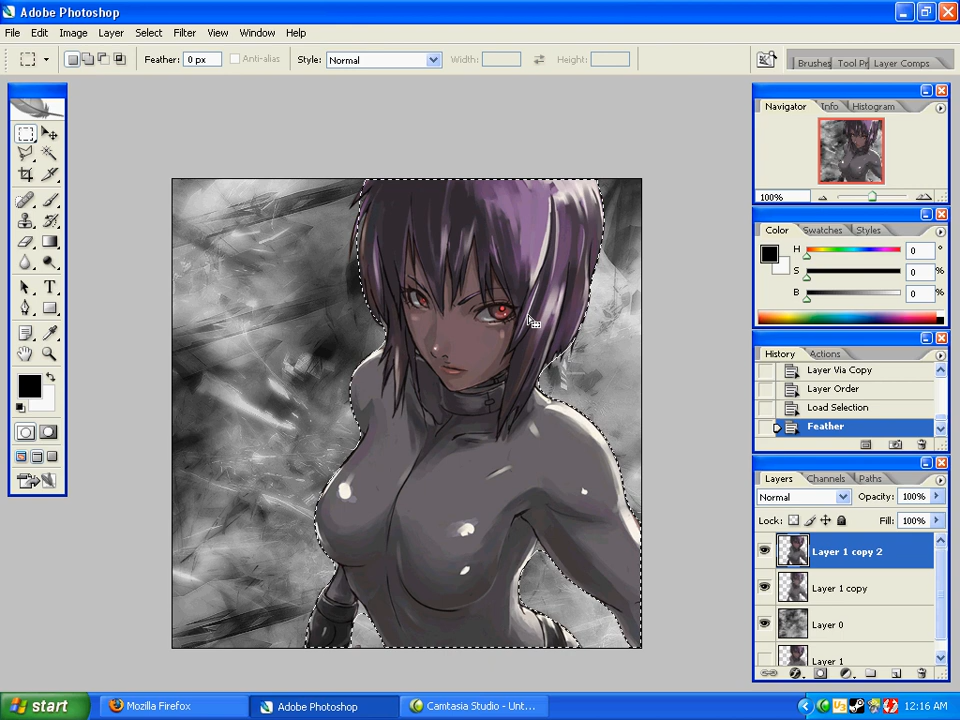 Adobe Photoshop
File Edit Image Layer Select Filter View Window Help
Feather: 0 px Anti-alias Style: Normal Width: Height: Brushes Tool Pr Layer Comps
Navigator Info Histogram
100%
Color Swatches Styles
H 0 °
S 0 %
B 0 %
History Actions
Layer Via Copy
Layer Order
Load Selection
Feather
Layers Channels Paths
Normal Opacity: 100%
Lock: Fill: 100%
Layer 1 copy 2
Layer 1 copy
Layer 0
Layer 1
start Mozilla Firefox Adobe Photoshop Camtasia Studio - Unt... 12:16 AM